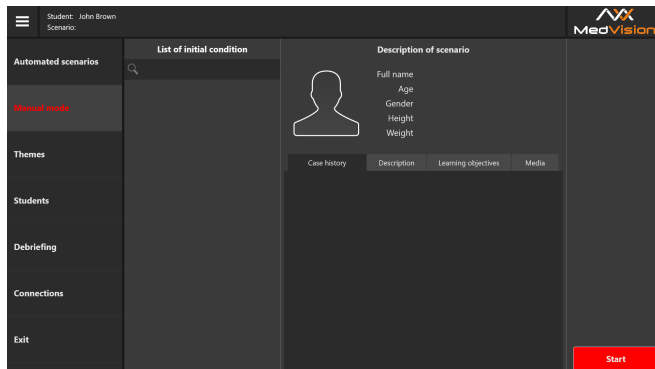 Student: John Brown
Scenario:
MedVision
List of initial condition
Description of scenario
Automated scenarios
Manual mode
Themes
Students
Debriefing
Connections
Exit
Full name
Age
Gender
Height
Weight
Case history Description Learning objectives Media
Start